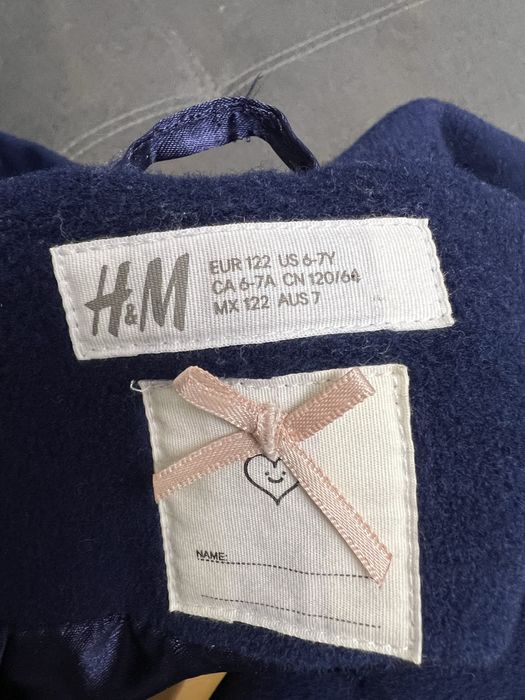 H&M
EUR 122 US 6-7Y
CA 6-7A CN 120/64
MX 122 AUS 7
NAME: